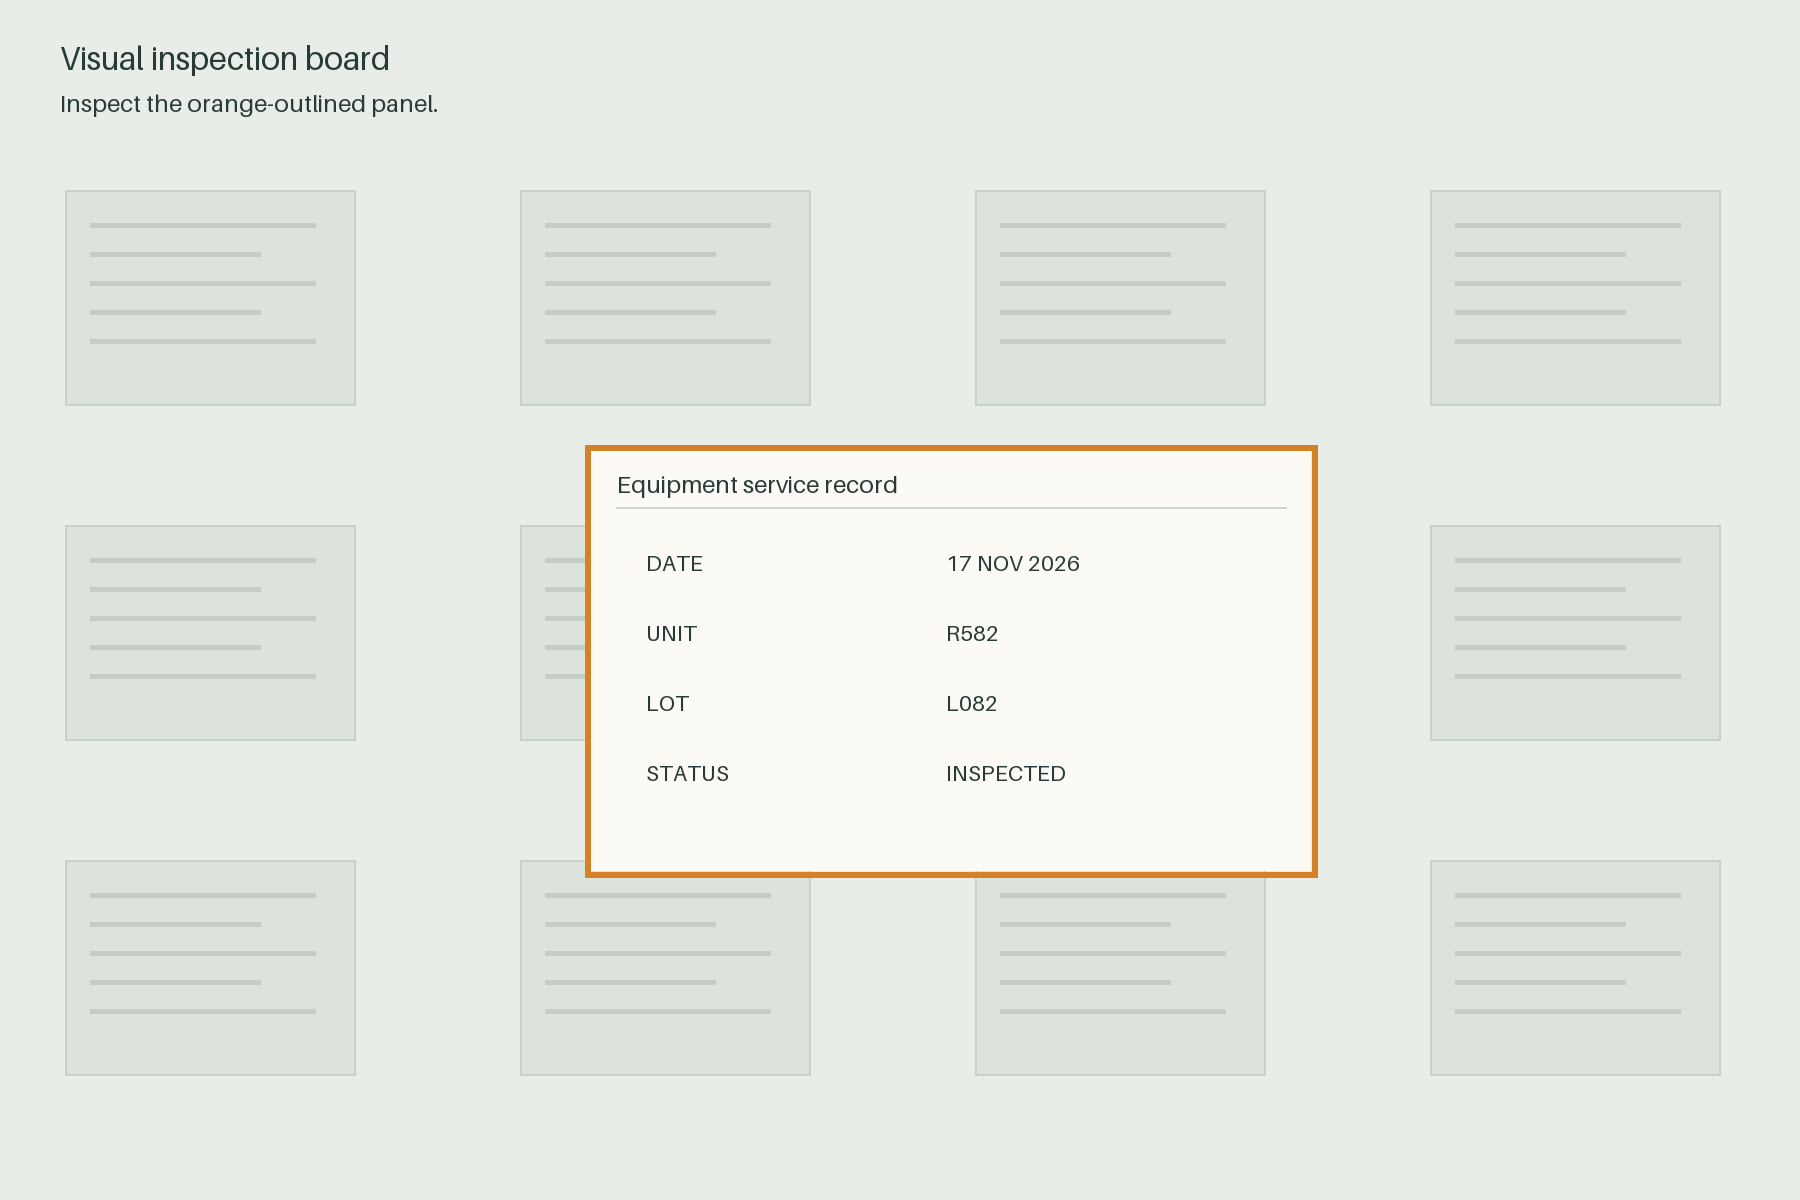 Visual inspection board
Inspect the orange-outlined panel.
Equipment service record
DATE 17 NOV 2026
UNIT R582
LOT L082
STATUS INSPECTED